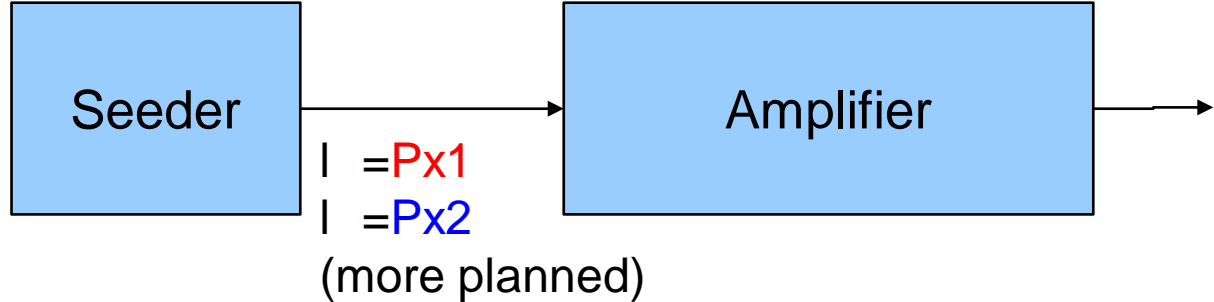 Seeder
Amplifier
l =Px1
l =Px2
(more planned)